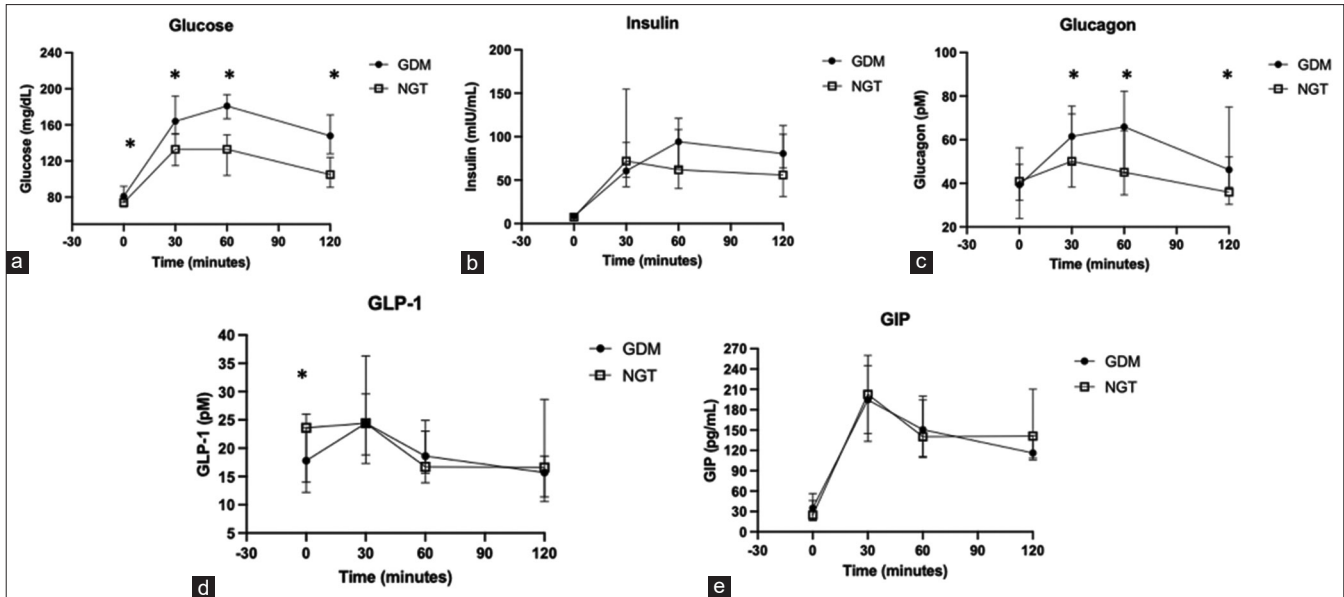 Glucose
240
200
160
120
80
Glucose (mg/dL)
*
*
*
*
GDM
NGT
-30
0
30
60
90
120
Time (minutes)
a
Insulin
200
150
100
50
0
Insulin (mIU/mL)
GDM
NGT
-30
0
30
60
90
120
Time (minutes)
b
Glucagon
100
80
60
40
20
Glucagon (pM)
*
*
*
GDM
NGT
-30
0
30
60
90
120
Time (minutes)
c
GLP-1
40
35
30
25
20
15
10
5
GLP-1 (pM)
*
GDM
NGT
-30
0
30
60
90
120
Time (minutes)
d
GIP
270
240
210
180
150
120
90
60
30
0
GIP (pg/mL)
GDM
NGT
-30
0
30
60
90
120
Time (minutes)
e